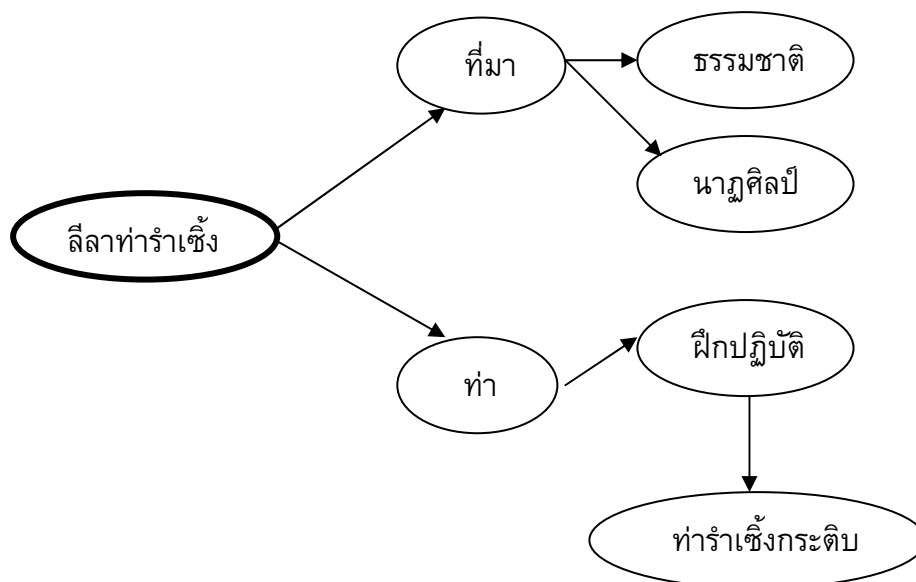 ที่มา
ธรรมชาติ
นาฏศิลป์
ลีลาท่ารำเซิ้ง
ท่า
ฝึกปฏิบัติ
ท่ารำเซิ้งกระติบ